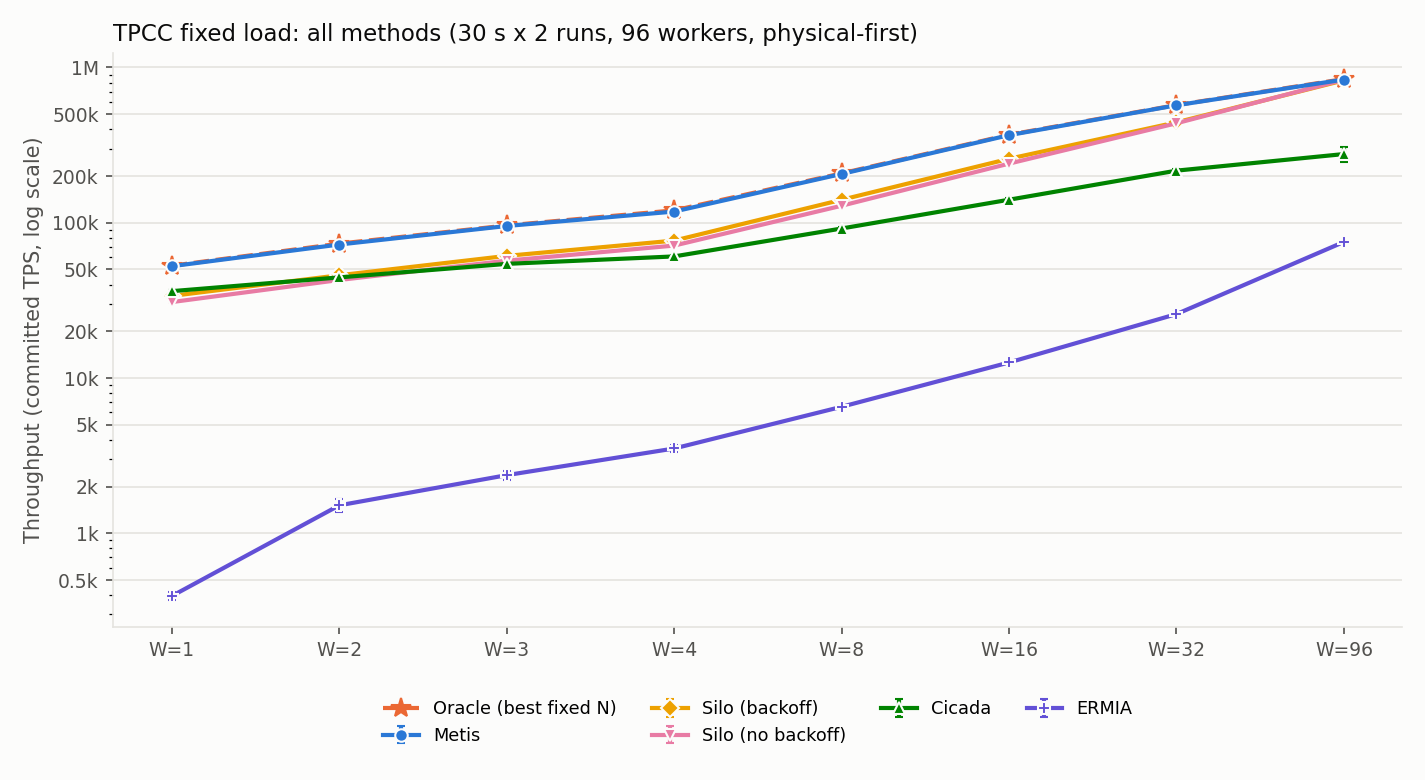 TPCC fixed load: all methods (30 s x 2 runs, 96 workers, physical-first)
Throughput (committed TPS, log scale)
1M
500k
200k
100k
50k
20k
10k
5k
2k
1k
0.5k
W=1 W=2 W=3 W=4 W=8 W=16 W=32 W=96
Oracle (best fixed N) Silo (backoff) Cicada ERMIA
Metis Silo (no backoff)